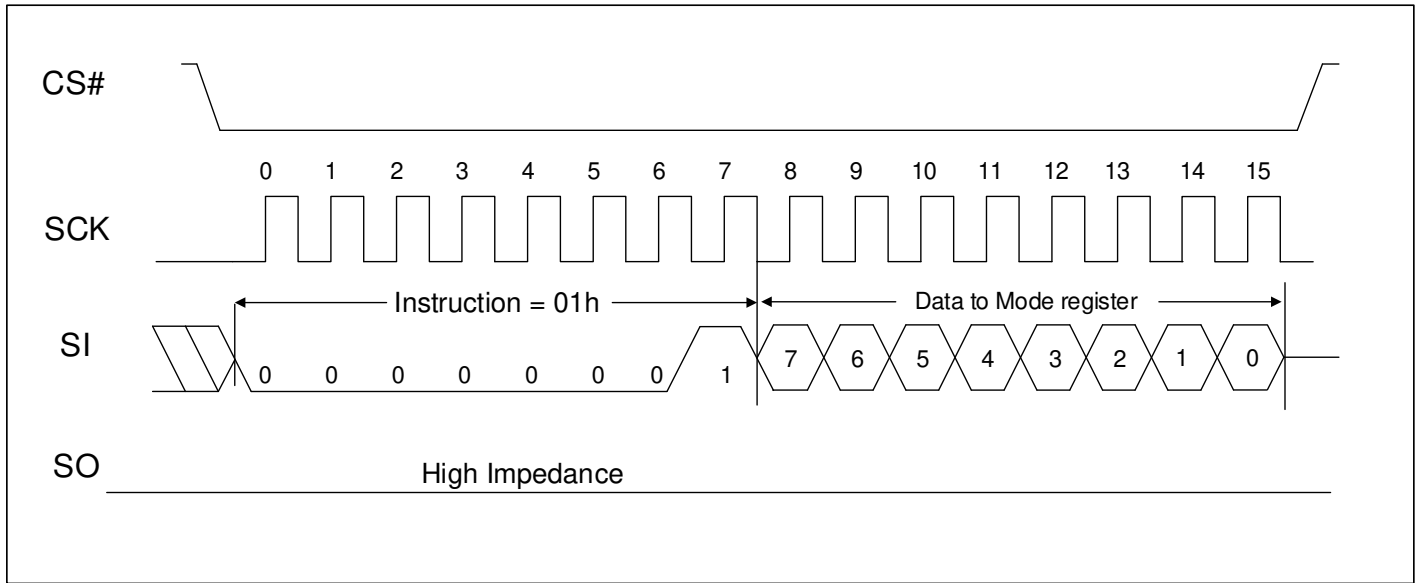 CS#
0 1 2 3 4 5 6 7 8 9 10 11 12 13 14 15
SCK
Instruction = 01h Data to Mode register
SI
0 0 0 0 0 0 0 1 7 6 5 4 3 2 1 0
SO
High Impedance